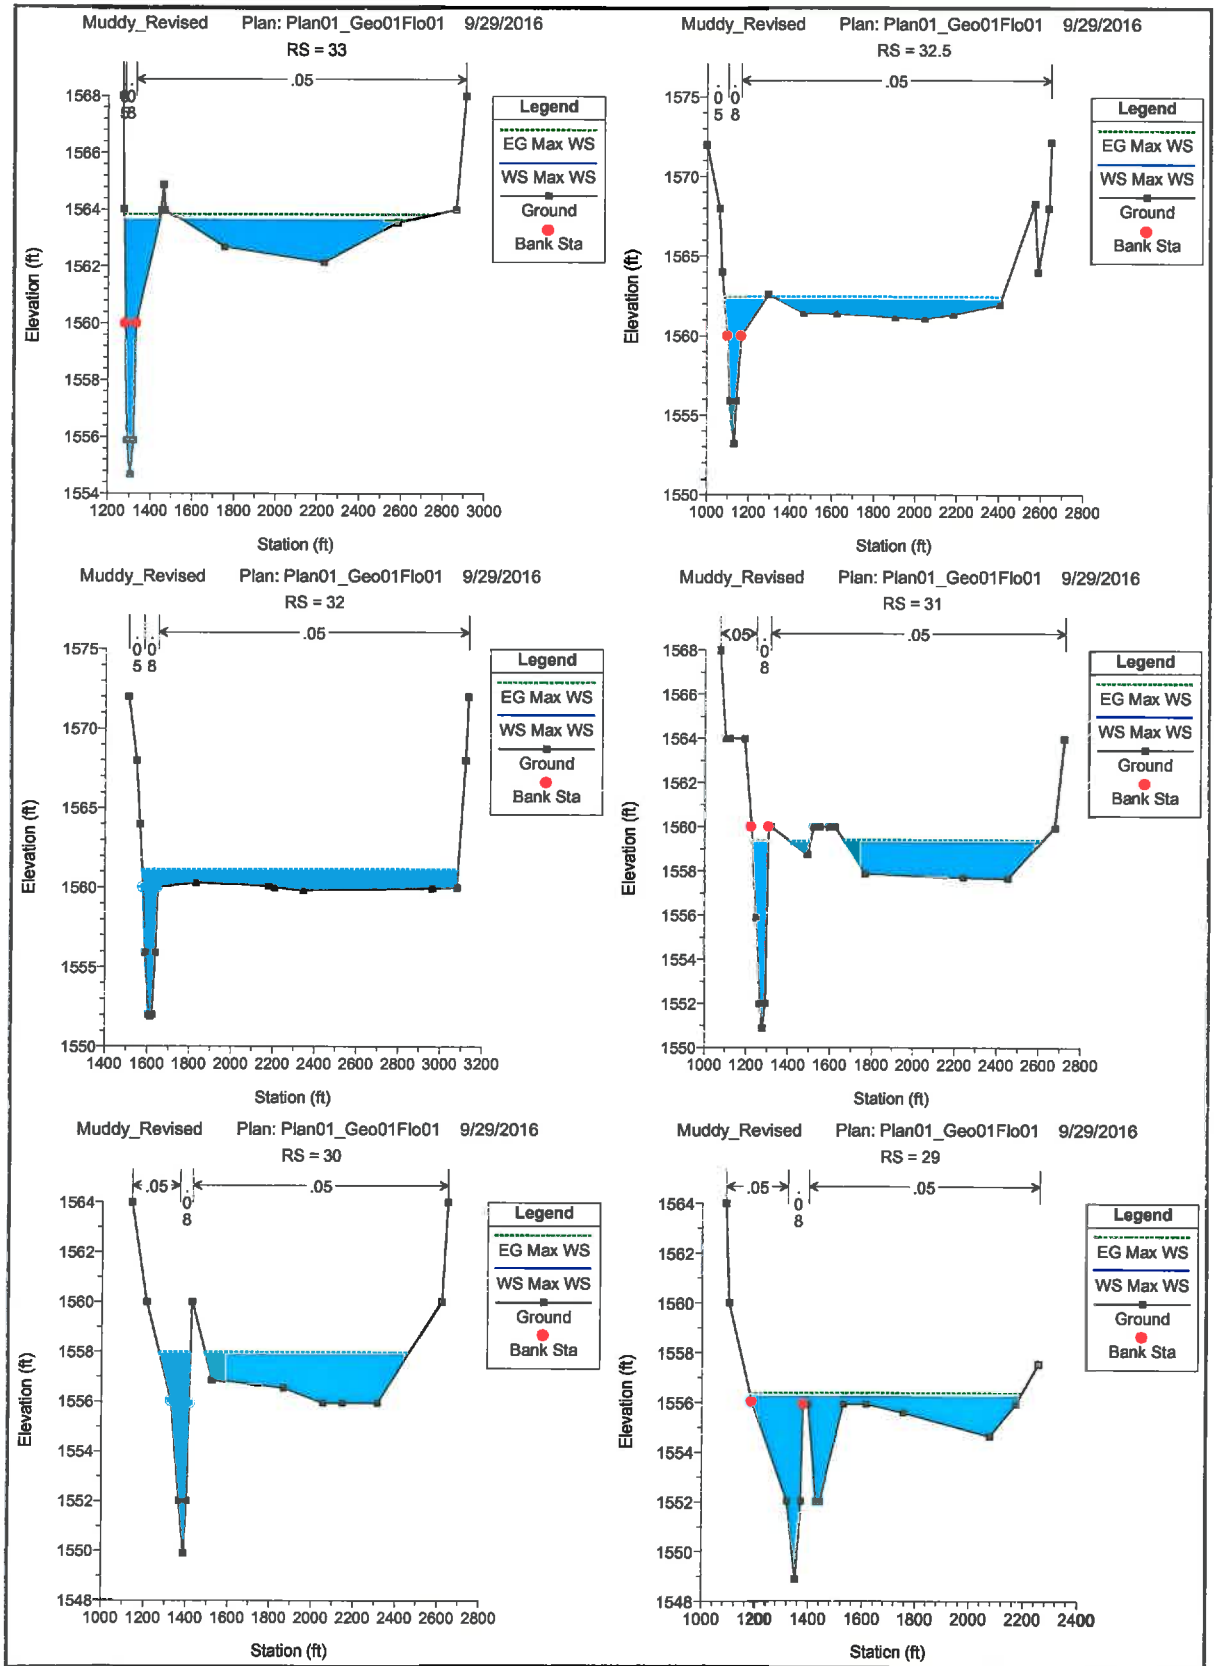 Muddy_Revised Plan: Plan01_Geo01Flo01 9/29/2016
RS = 33
.05
.08
.05
1568
1566
1564
1562
1560
1558
1556
1554
Elevation (ft)
1200 1400 1600 1800 2000 2200 2400 2600 2800 3000
Station (ft)
Legend
EG Max WS
WS Max WS
Ground
Bank Sta
Muddy_Revised Plan: Plan01_Geo01Flo01 9/29/2016
RS = 32.5
.05
.08
.05
1575
1570
1565
1560
1555
1550
Elevation (ft)
1000 1200 1400 1600 1800 2000 2200 2400 2600 2800
Station (ft)
Legend
EG Max WS
WS Max WS
Ground
Bank Sta
Muddy_Revised Plan: Plan01_Geo01Flo01 9/29/2016
RS = 32
.05
.08
.05
1575
1570
1565
1560
1555
1550
Elevation (ft)
1400 1600 1800 2000 2200 2400 2600 2800 3000 3200
Station (ft)
Legend
EG Max WS
WS Max WS
Ground
Bank Sta
Muddy_Revised Plan: Plan01_Geo01Flo01 9/29/2016
RS = 31
.05
.08
.05
1568
1566
1564
1562
1560
1558
1556
1554
1552
1550
Elevation (ft)
1000 1200 1400 1600 1800 2000 2200 2400 2600 2800
Station (ft)
Legend
EG Max WS
WS Max WS
Ground
Bank Sta
Muddy_Revised Plan: Plan01_Geo01Flo01 9/29/2016
RS = 30
.05
.08
.05
1564
1562
1560
1558
1556
1554
1552
1550
1548
Elevation (ft)
1000 1200 1400 1600 1800 2000 2200 2400 2600 2800
Station (ft)
Legend
EG Max WS
WS Max WS
Ground
Bank Sta
Muddy_Revised Plan: Plan01_Geo01Flo01 9/29/2016
RS = 29
.05
.08
.05
1564
1562
1560
1558
1556
1554
1552
1550
1548
Elevation (ft)
1000 1200 1400 1600 1800 2000 2200 2400
Station (ft)
Legend
EG Max WS
WS Max WS
Ground
Bank Sta